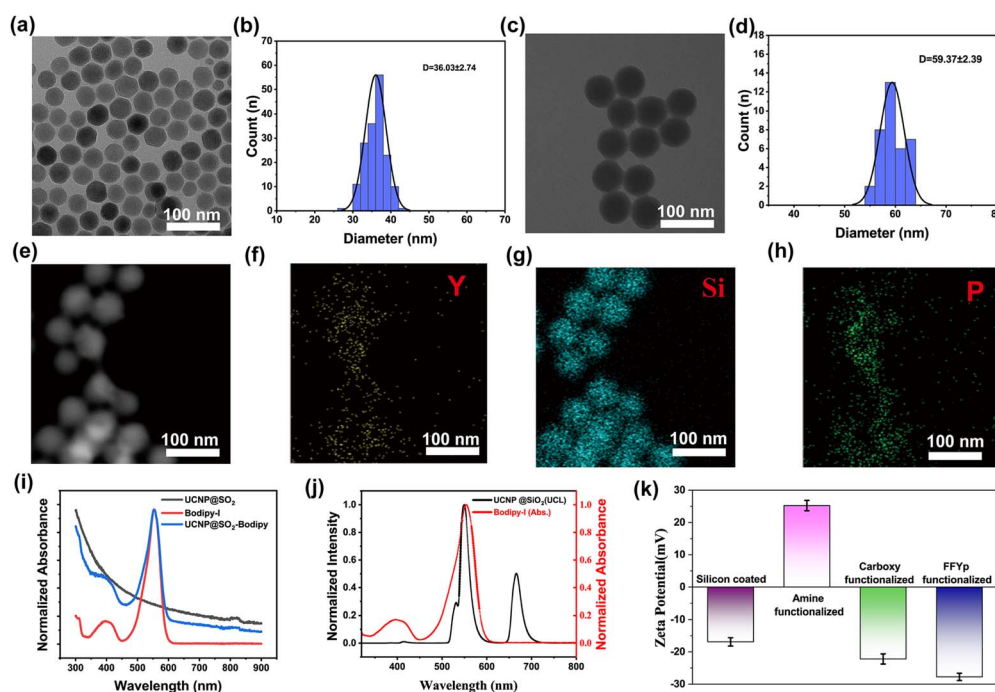 (a)
100 nm
(b)
Count (n)
60
50
40
30
20
10
0
D=36.03±2.74
10 20 30 40 50 60 70
Diameter (nm)
(c)
100 nm
(d)
Count (n)
18
16
14
12
10
8
6
4
2
0
D=59.37±2.39
40 50 60 70 80
Diameter (nm)
(e)
100 nm
(f)
Y
100 nm
(g)
Si
100 nm
(h)
P
100 nm
(i)
Normalized Absorbance
UCNP@SO2
Bodipy-I
UCNP@SO2-Bodipy
300 400 500 600 700 800 900
Wavelength (nm)
(j)
Normalized Intensity
1.0
0.8
0.6
0.4
0.2
0.0
UCNP @SiO2(UCL)
Bodipy-I (Abs.)
1.0
0.8
0.6
0.4
0.2
0.0
Normalized Absorbance
400 500 600 700 800
Wavelength (nm)
(k)
Zeta Potential(mV)
30
20
10
0
-10
-20
-30
Silicon coated
Amine
functionalized
Carboxy
functionalized
FFYp
functionalized